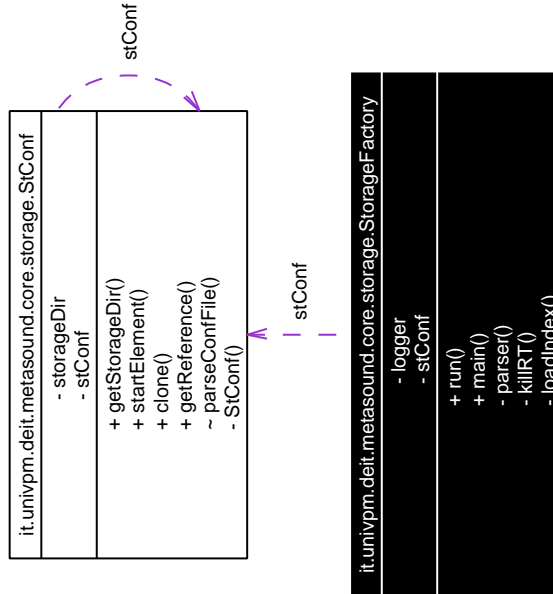 it.univpm.deit.metasound.core.storage.StConf
- storageDir
- stConf
+ getStorageDir()
+ startElement()
+ clone()
+ getReference()
~ parseConfFile()
- StConf()
stConf
stConf
it.univpm.deit.metasound.core.storage.StorageFactory
- logger
- stConf
+ run()
+ main()
- parser()
- killRT()
- loadIndex()